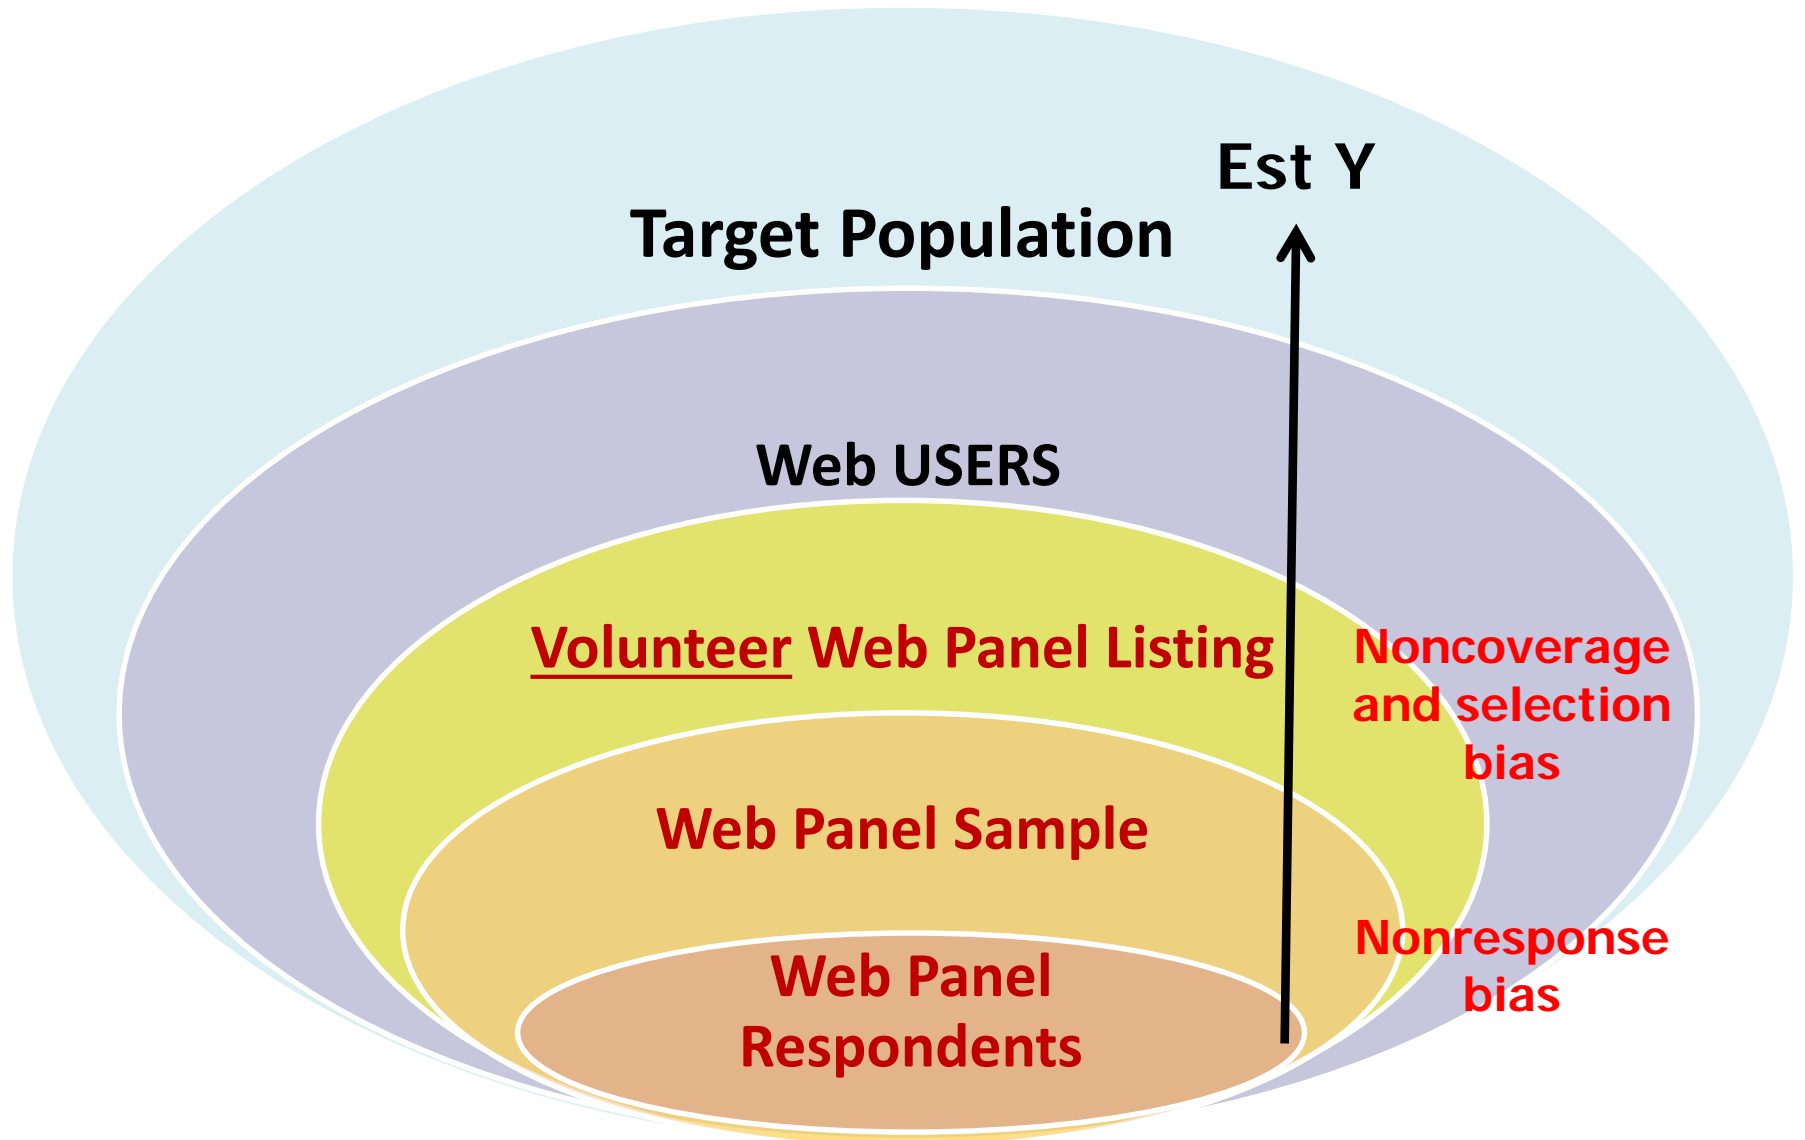 Est Y
Target Population
Web USERS
Volunteer Web Panel Listing
Noncoverage
and selection
bias
Web Panel Sample
Nonresponse
bias
Web Panel
Respondents